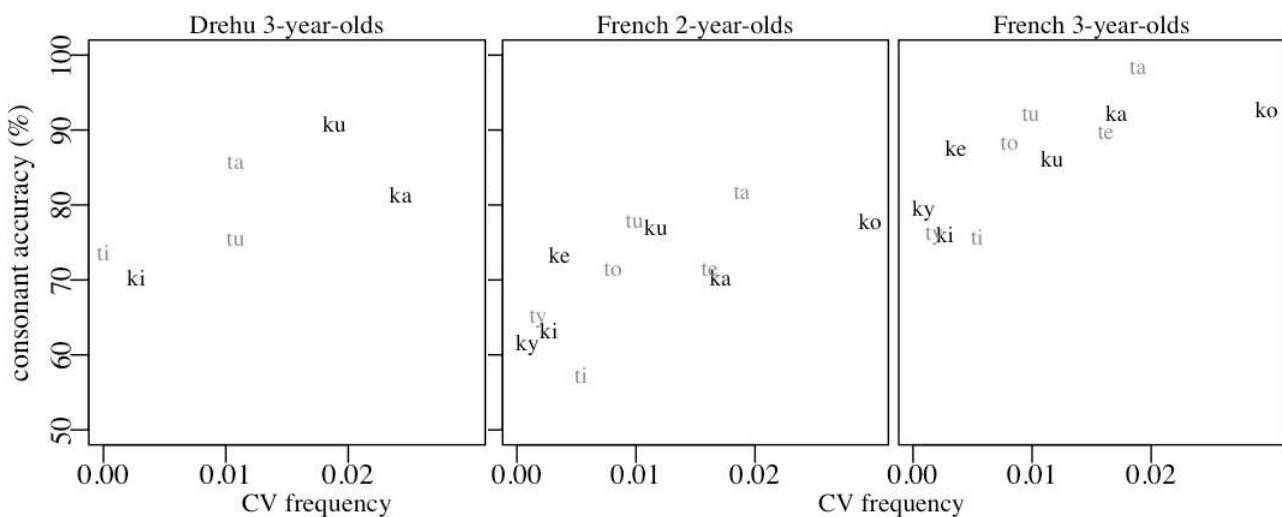 Drehu 3-year-olds French 2-year-olds French 3-year-olds
consonant accuracy (%)
100
90
80
70
60
50
ku
ta
ka
tu
ti
ki
ta
tu
ku
ko
ke
to
te
ka
ty
ki
ky
ti
ta
tu
ka
ko
te
to
ke
ku
ky
ty
ki
ti
0.00 0.01 0.02 0.00 0.01 0.02 0.00 0.01 0.02
CV frequency CV frequency